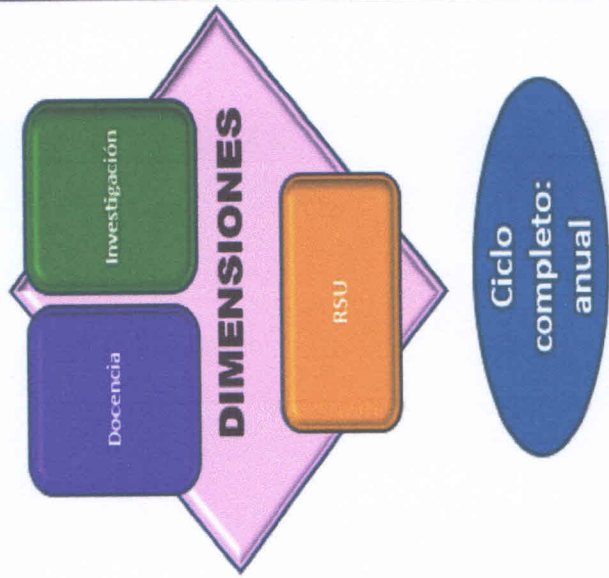 Docencia
Investigación
DIMENSIONES
RSU
Ciclo
completo:
anual